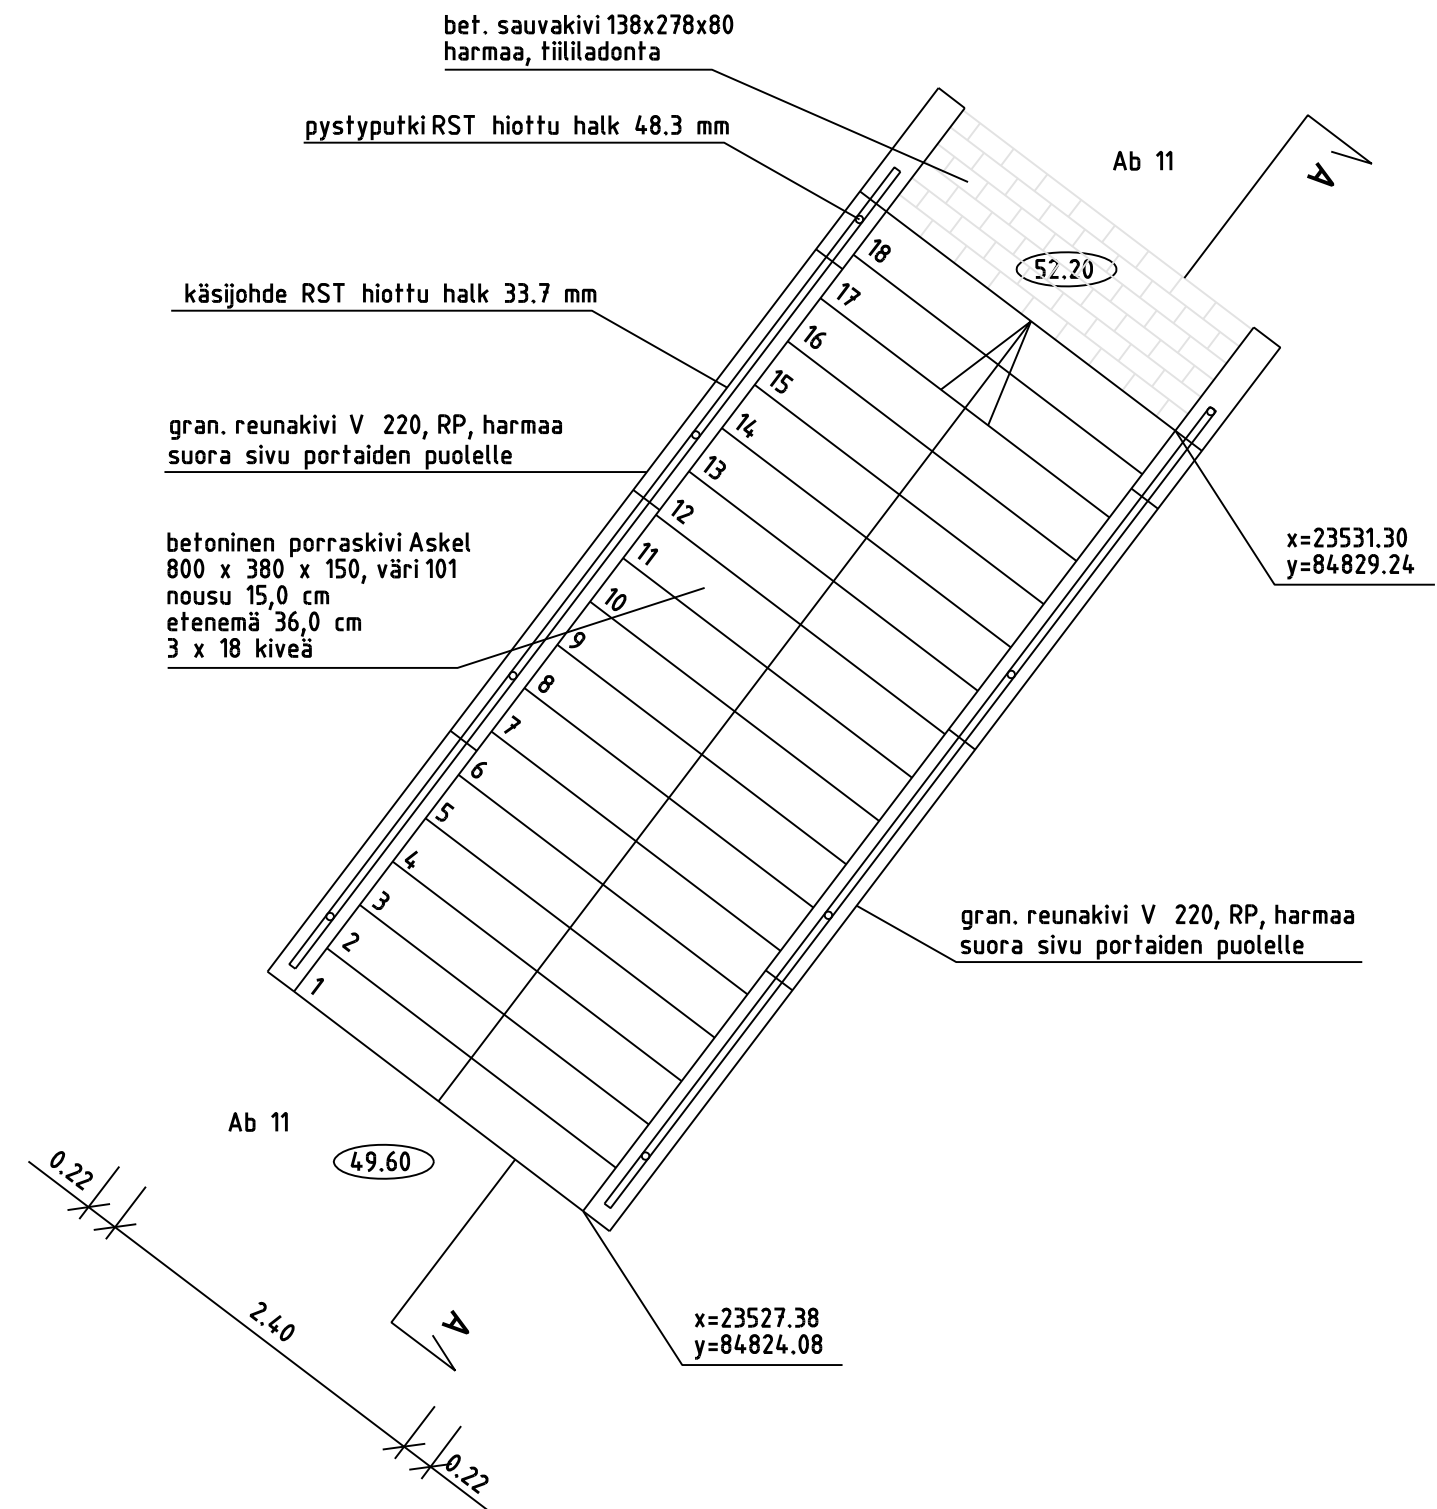 bet. sauvakivi 138x278x80
harmaa, tiililadonta
pystyputki RST hiottu halk 48.3 mm
Ab 11
A
52.20
käsijohde RST hiottu halk 33.7 mm
gran. reunakivi V 220, RP, harmaa
suora sivu portaiden puolelle
betoninen porraskivi Askel
800 x 380 x 150, väri 101
nousu 15,0 cm
etenemä 36,0 cm
3 x 18 kiveä
x=23531.30
y=84829.24
18
17
16
15
14
13
12
11
10
9
8
7
6
5
4
3
2
1
gran. reunakivi V 220, RP, harmaa
suora sivu portaiden puolelle
Ab 11
49.60
0.22
2.40
0.22
A
x=23527.38
y=84824.08